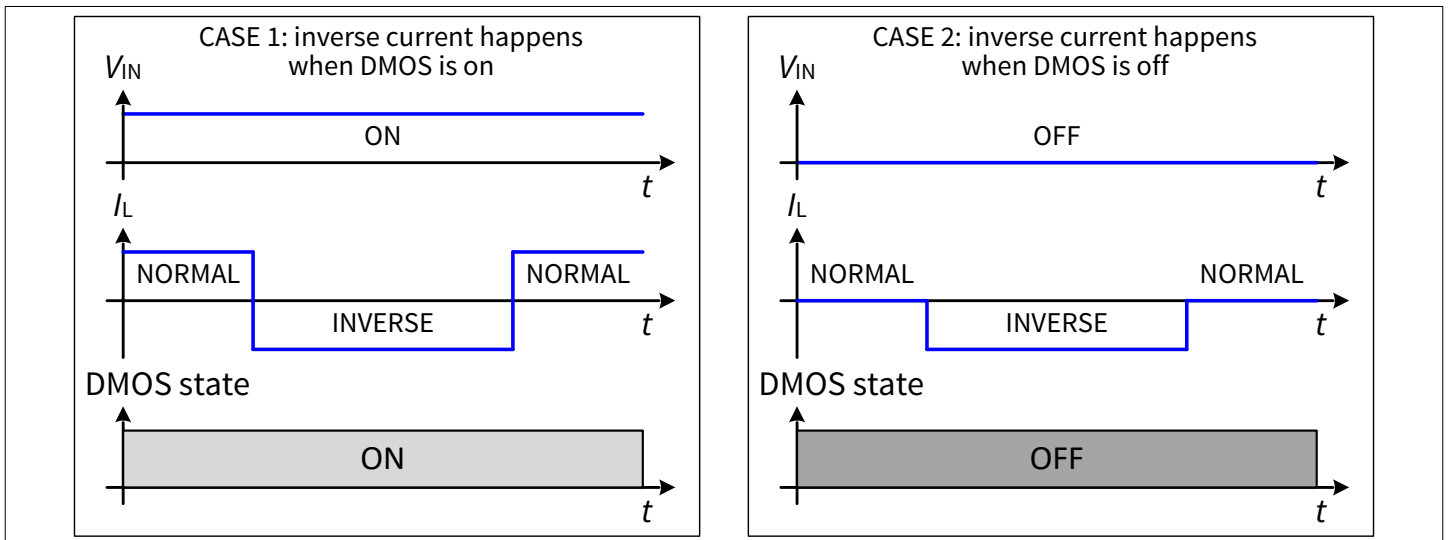 CASE 1: inverse current happens
when DMOS is on
VIN
ON
t
IL
NORMAL
NORMAL
INVERSE
t
DMOS state
ON
t
CASE 2: inverse current happens
when DMOS is off
VIN
OFF
t
IL
NORMAL
NORMAL
INVERSE
t
DMOS state
OFF
t